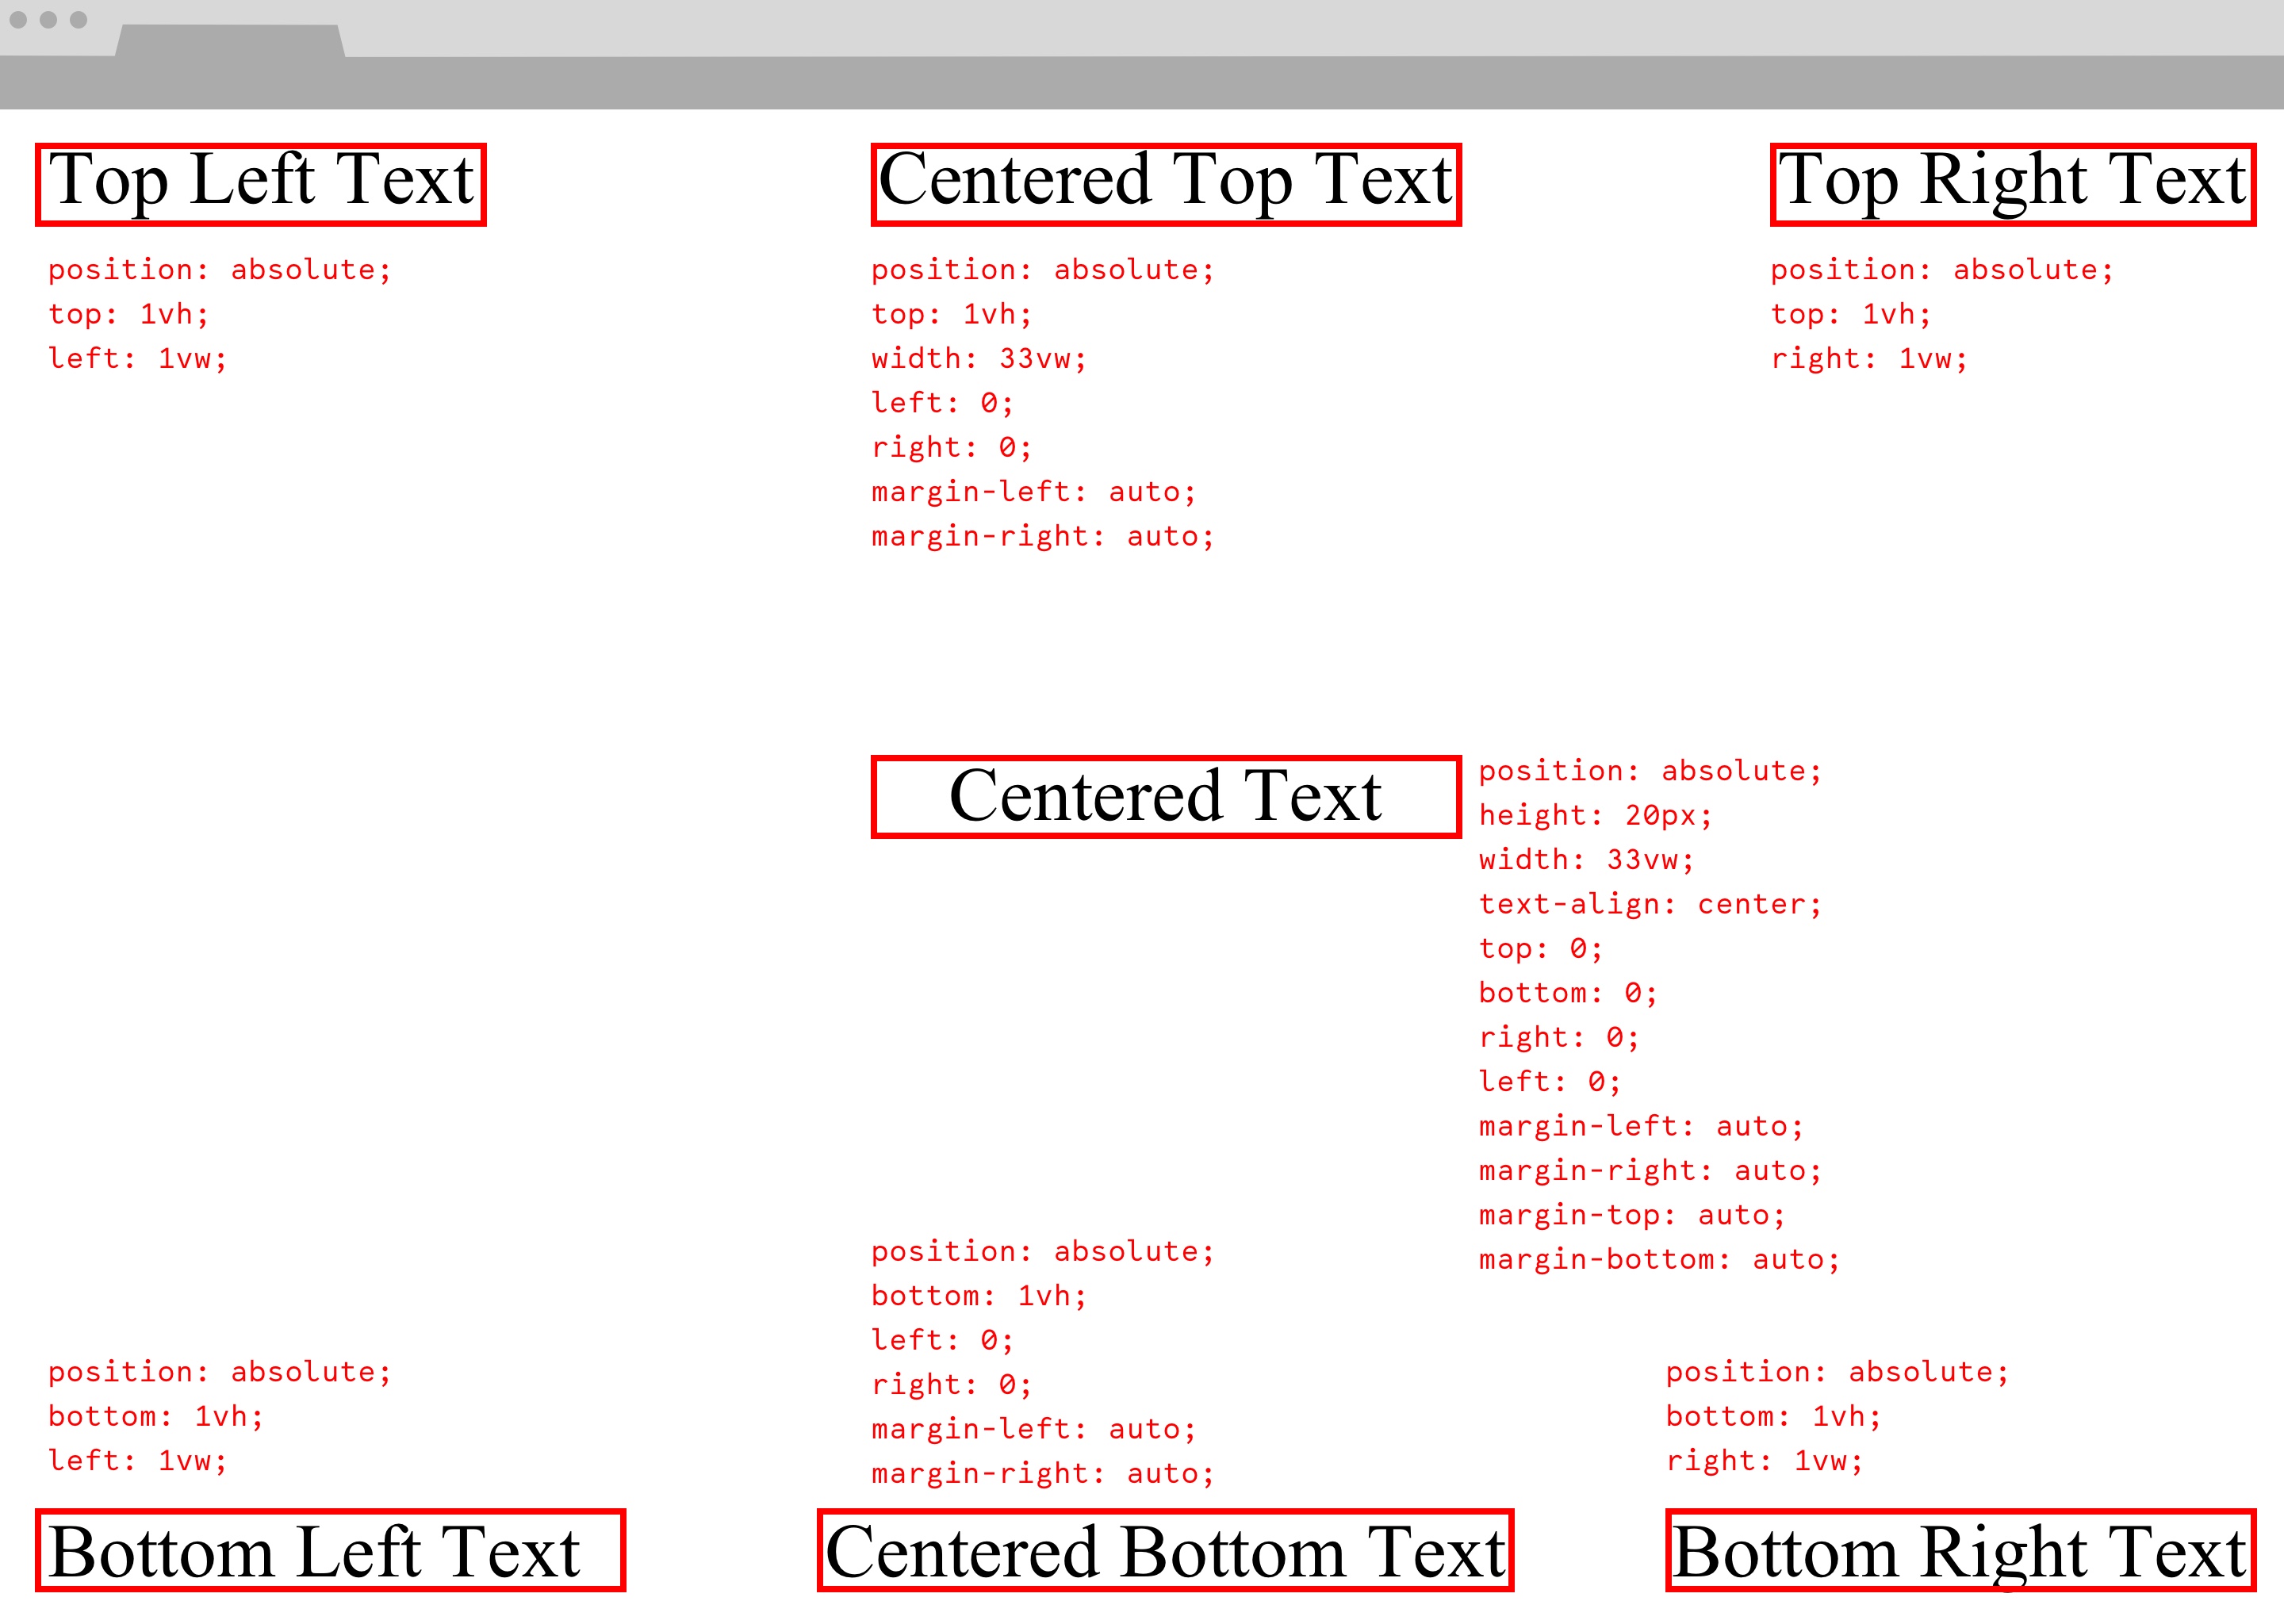 Top Left Text
position: absolute;
top: 1vh;
left: 1vw;
Centered Top Text
position: absolute;
top: 1vh;
width: 33vw;
left: 0;
right: 0;
margin-left: auto;
margin-right: auto;
Top Right Text
position: absolute;
top: 1vh;
right: 1vw;
Centered Text
position: absolute;
height: 20px;
width: 33vw;
text-align: center;
top: 0;
bottom: 0;
right: 0;
left: 0;
margin-left: auto;
margin-right: auto;
margin-top: auto;
margin-bottom: auto;
position: absolute;
bottom: 1vh;
left: 1vw;
Bottom Left Text
position: absolute;
bottom: 1vh;
left: 0;
right: 0;
margin-left: auto;
margin-right: auto;
Centered Bottom Text
position: absolute;
bottom: 1vh;
right: 1vw;
Bottom Right Text